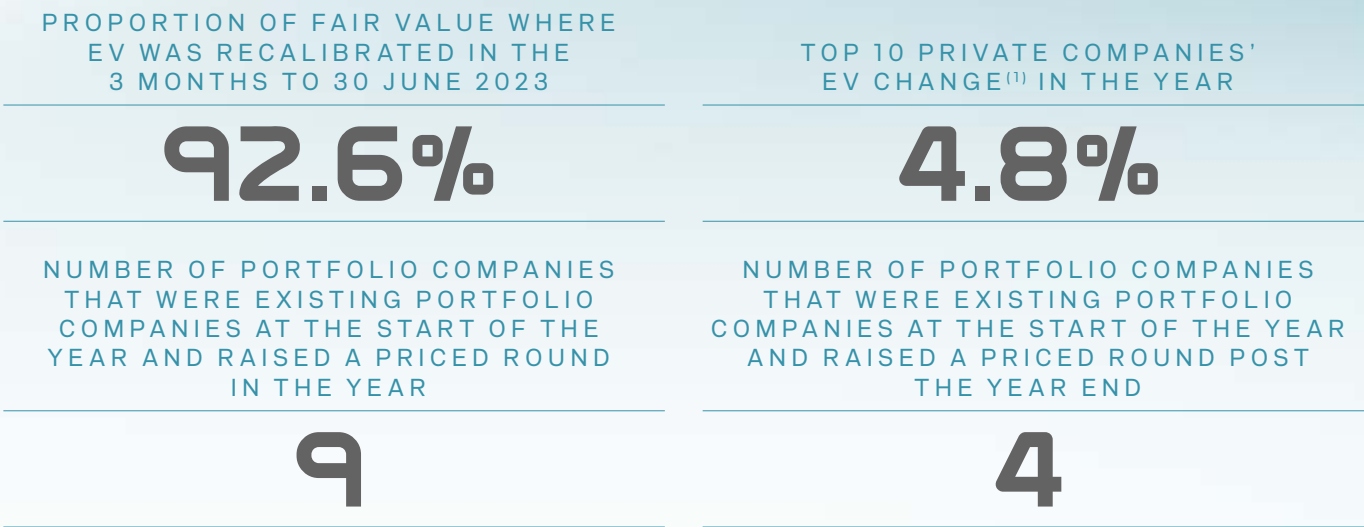 PROPORTION OF FAIR VALUE WHERE
EV WAS RECALIBRATED IN THE
3 MONTHS TO 30 JUNE 2023
92.6%
TOP 10 PRIVATE COMPANIES’
EV CHANGE(1) IN THE YEAR
4.8%
NUMBER OF PORTFOLIO COMPANIES
THAT WERE EXISTING PORTFOLIO
COMPANIES AT THE START OF THE
YEAR AND RAISED A PRICED ROUND
IN THE YEAR
9
NUMBER OF PORTFOLIO COMPANIES
THAT WERE EXISTING PORTFOLIO
COMPANIES AT THE START OF THE YEAR
AND RAISED A PRICED ROUND POST
THE YEAR END
4